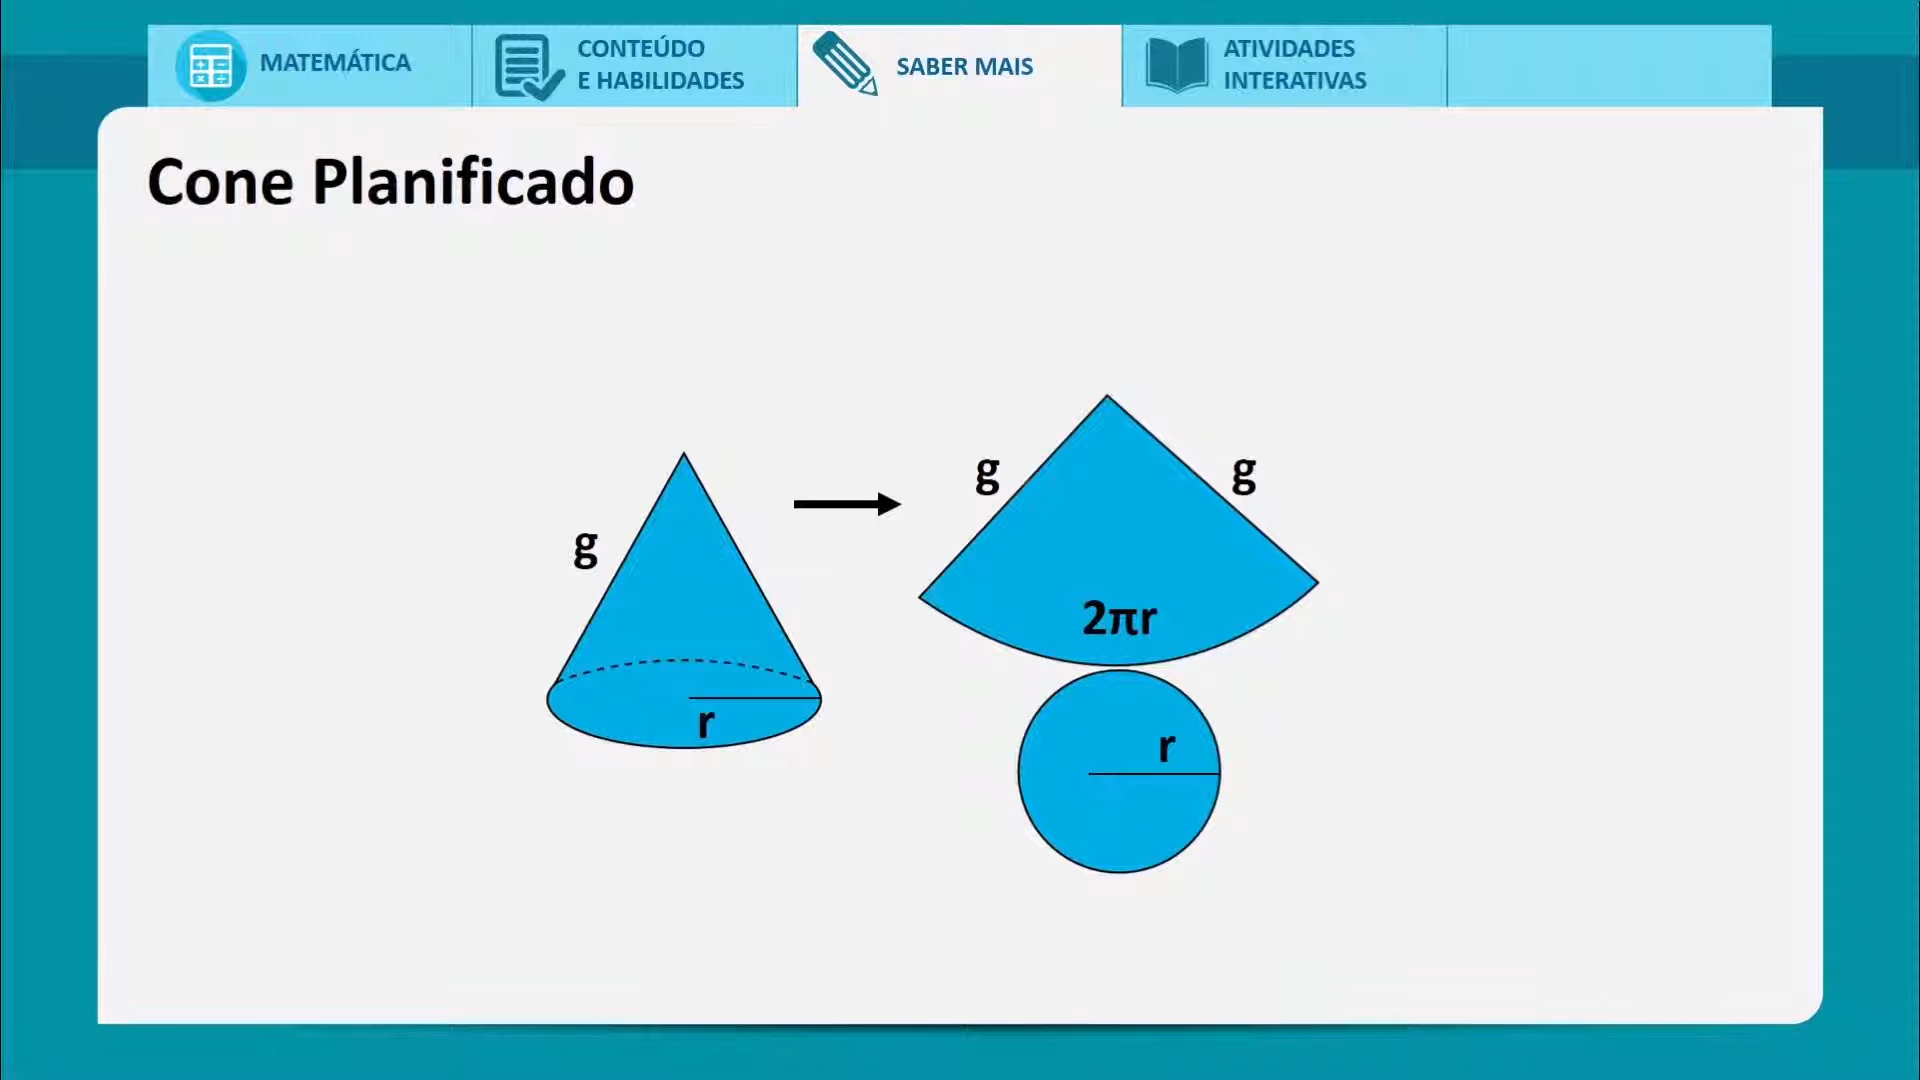 MATEMÁTICA
CONTEÚDO
E HABILIDADES
SABER MAIS
ATIVIDADES
INTERATIVAS
Cone Planificado
g
r
g
g
2πr
r